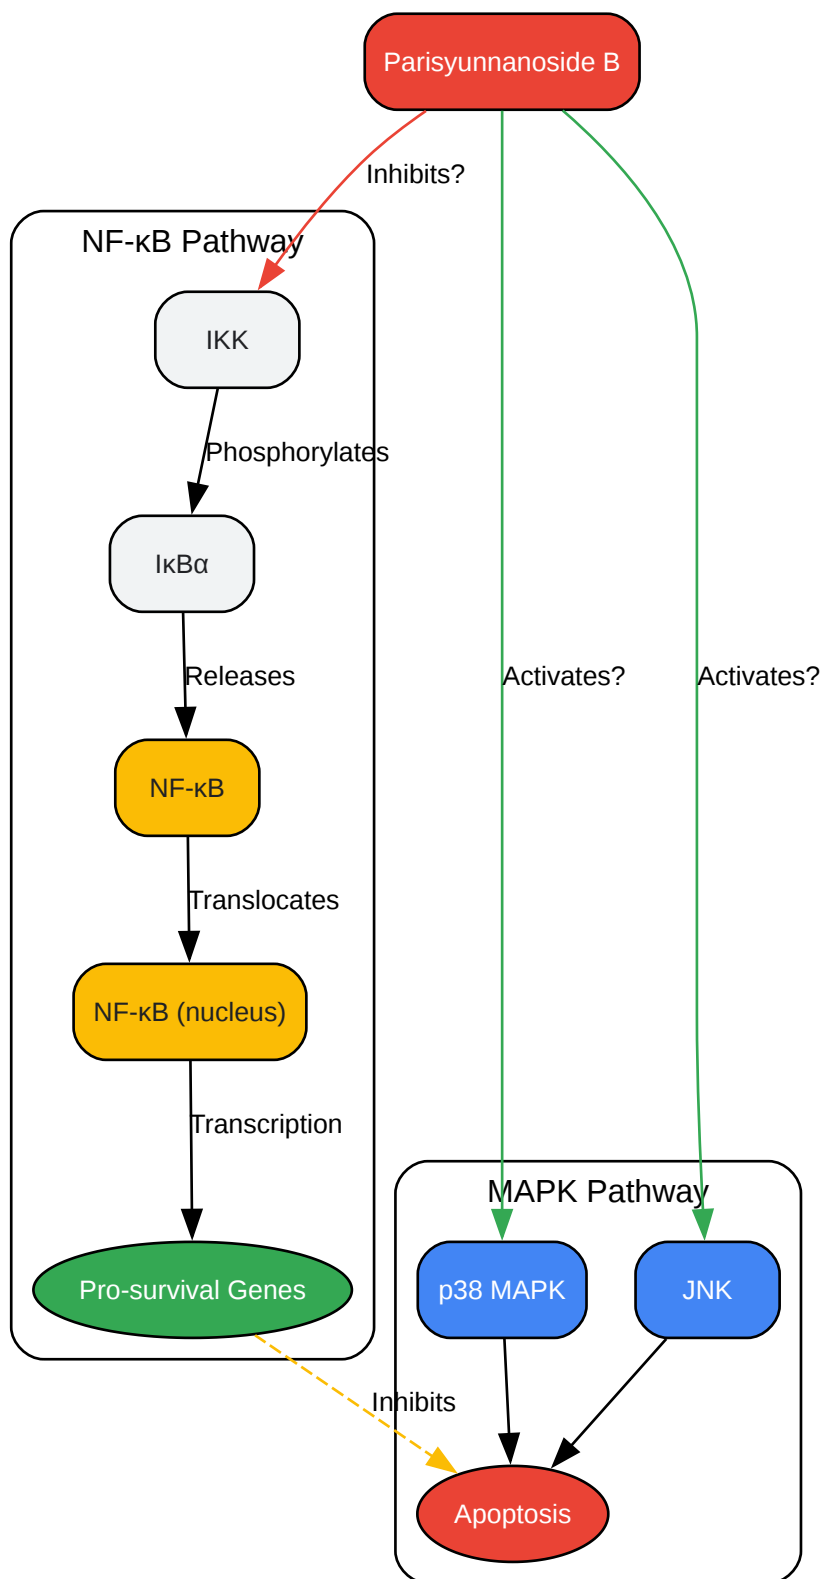 Parisyunnanoside B
Inhibits?
NF-κB Pathway
IKK
Phosphorylates
IκBα
Releases
Activates?
Activates?
NF-κB
Translocates
NF-κB (nucleus)
Transcription
MAPK Pathway
Pro-survival Genes
p38 MAPK
JNK
Inhibits
Apoptosis